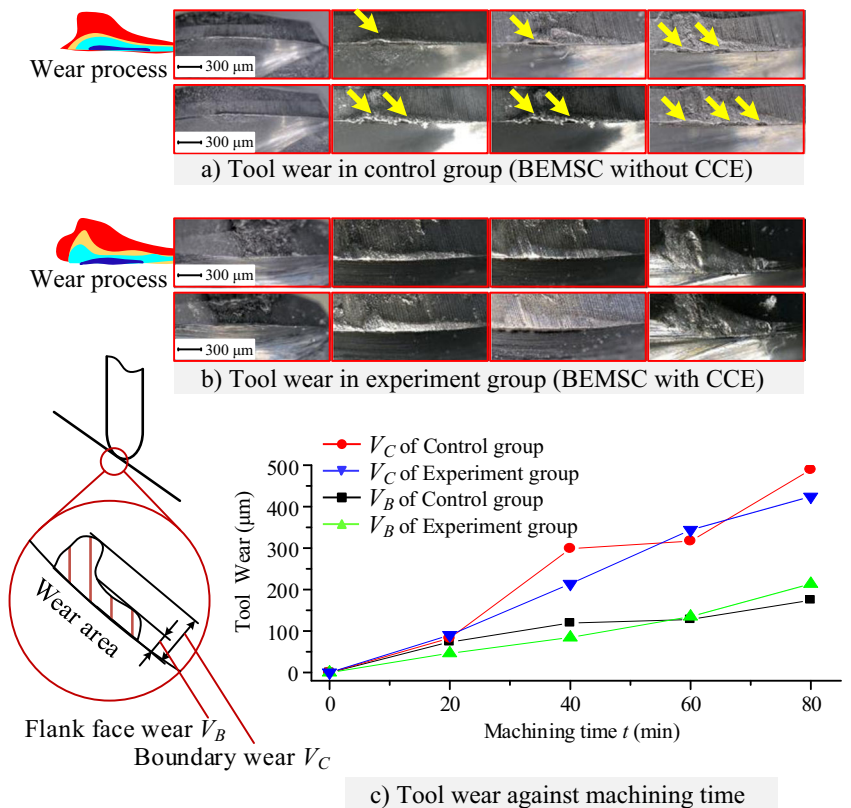 Wear process
300 μm
300 μm
a) Tool wear in control group (BEMSC without CCE)
Wear process
300 μm
300 μm
b) Tool wear in experiment group (BEMSC with CCE)
Wear area
Flank face wear V_B
Boundary wear V_C
V_C of Control group
V_C of Experiment group
V_B of Control group
V_B of Experiment group
Tool Wear (μm)
500
400
300
200
100
0
0 20 40 60 80
Machining time t (min)
c) Tool wear against machining time